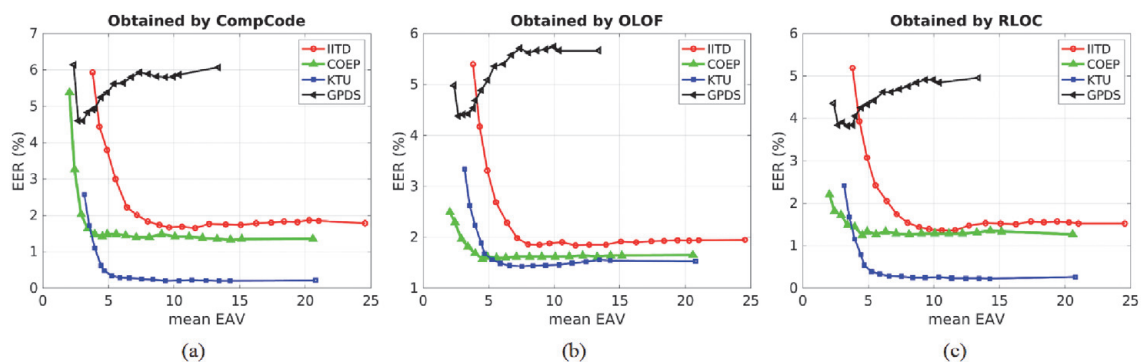 Obtained by CompCode
EER (%)
7
6
5
4
3
2
1
0
IITD
COEP
KTU
GPDS
0 5 10 15 20 25
mean EAV
(a)
Obtained by OLOF
EER (%)
6
5
4
3
2
1
IITD
COEP
KTU
GPDS
0 5 10 15 20 25
mean EAV
(b)
Obtained by RLOC
EER (%)
6
5
4
3
2
1
0
IITD
COEP
KTU
GPDS
0 5 10 15 20 25
mean EAV
(c)